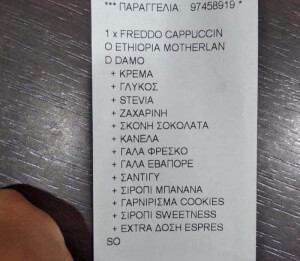 *** ΠΑΡΑΓΓΕΛΙΑ: 97458919 *
1 x FREDDO CAPPUCCIN
O ETHIOPIA MOTHERLAN
D DAMO
+ ΚΡΕΜΑ
+ ΓΛΥΚΟΣ
+ STEVIA
+ ΖΑΧΑΡΙΝΗ
+ ΣΚΟΝΗ ΣΟΚΟΛΑΤΑ
+ ΚΑΝΕΛΑ
+ ΓΑΛΑ ΦΡΕΣΚΟ
+ ΓΑΛΑ ΕΒΑΠΟΡΕ
+ ΣΑΝΤΙΓΥ
+ ΣΙΡΟΠΙ ΜΠΑΝΑΝΑ
+ ΓΑΡΝΙΡΙΣΜΑ COOKIES
+ ΣΙΡΟΠΙ SWEETNESS
+ EXTRA ΔΟΣΗ ESPRES
SO